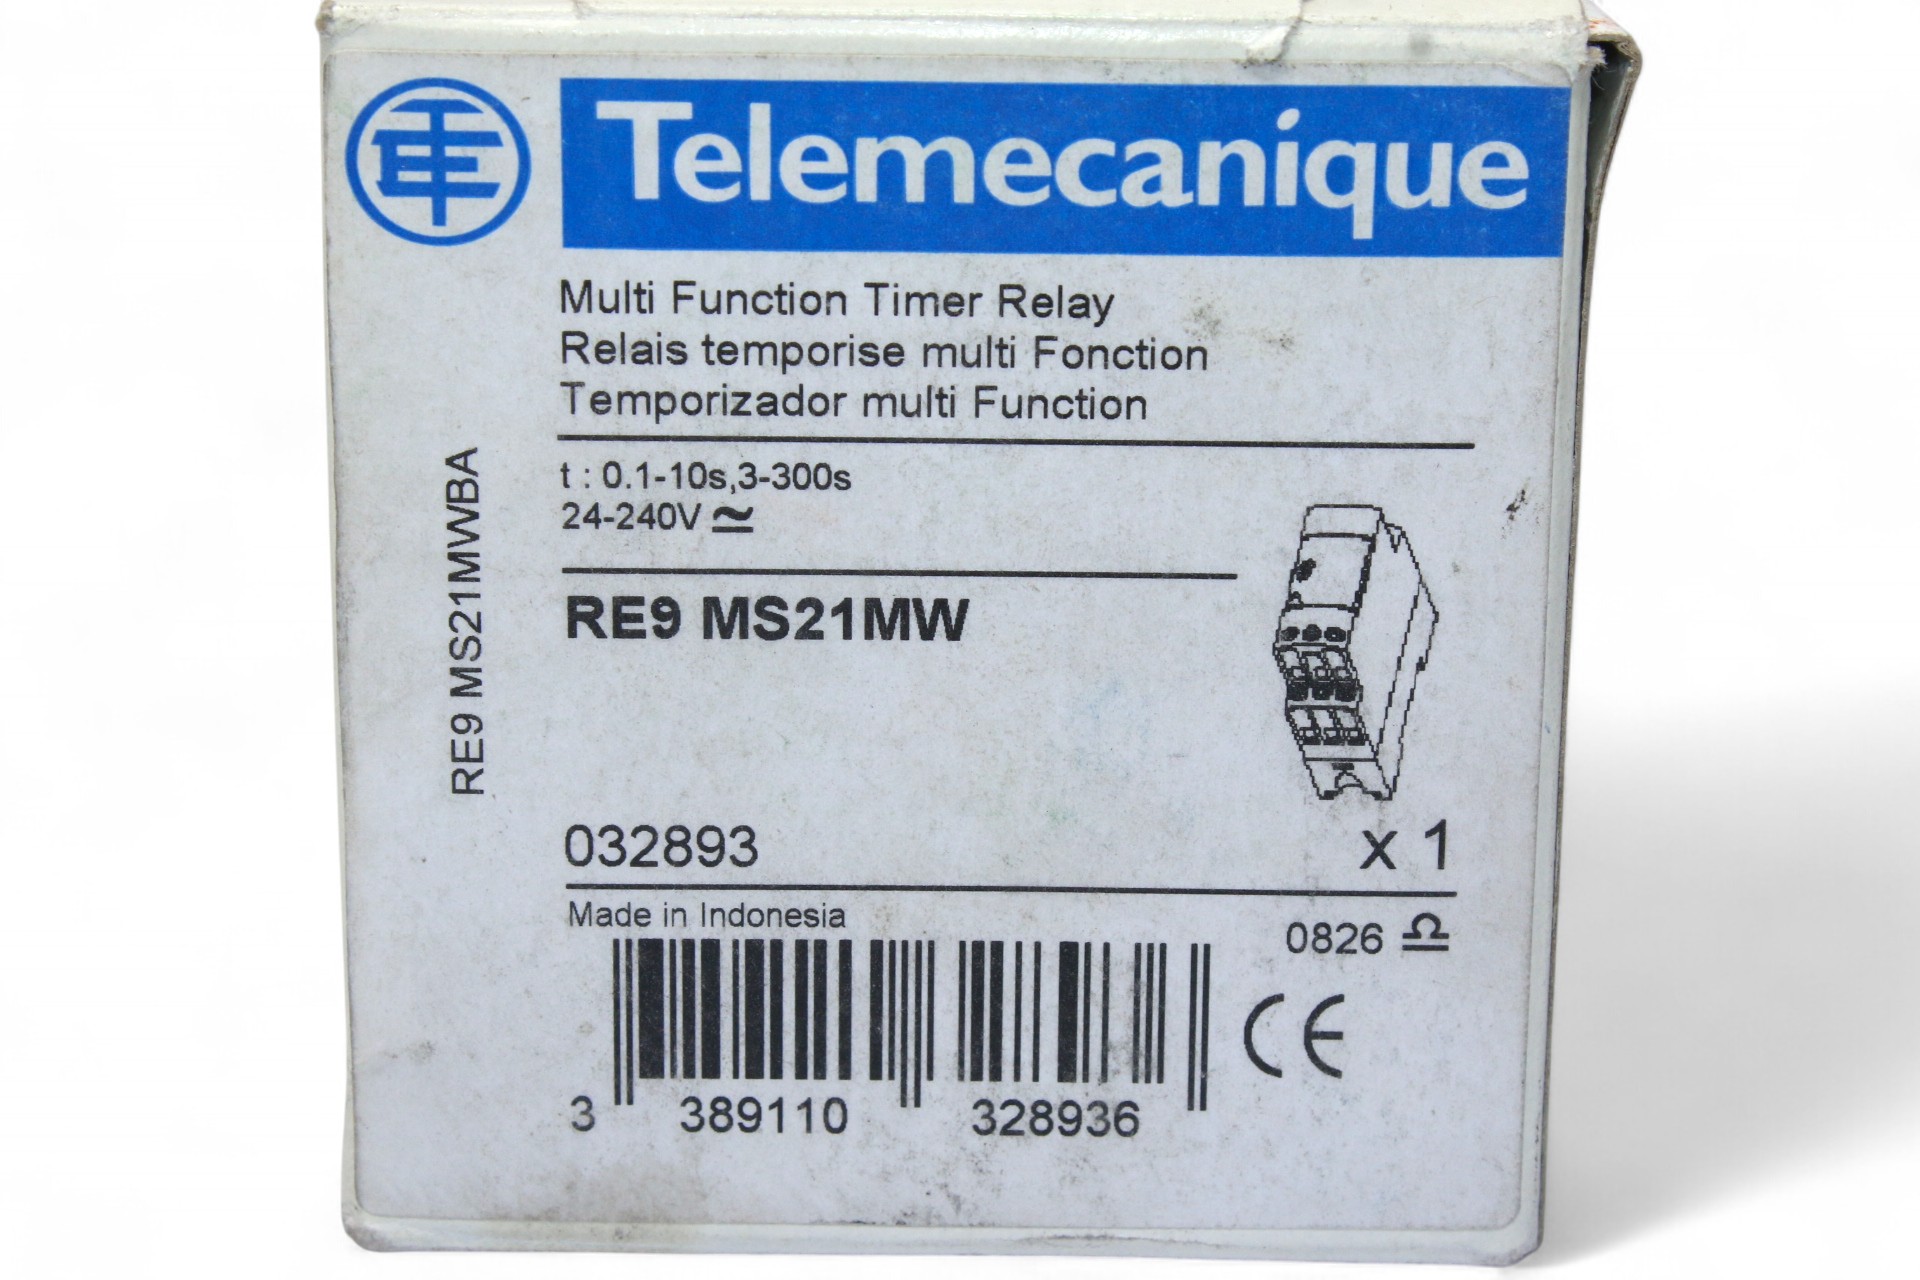 Telemecanique
Multi Function Timer Relay
Relais temporise multi Fonction
Temporizador multi Function
t : 0.1-10s,3-300s
24-240V
RE9 MS21MW
RE9 MS21MWBA
032893
x 1
Made in Indonesia
0826
CE
3 389110 328936